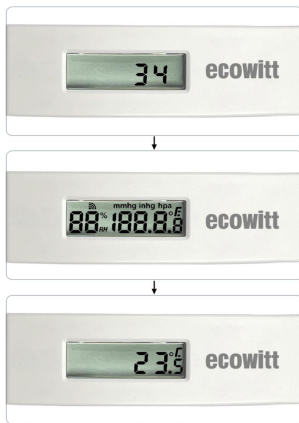 34
ecowitt
mmhg inhg hpa
88% RH 188.8.8 °F
ecowitt
23.5 °C
ecowitt